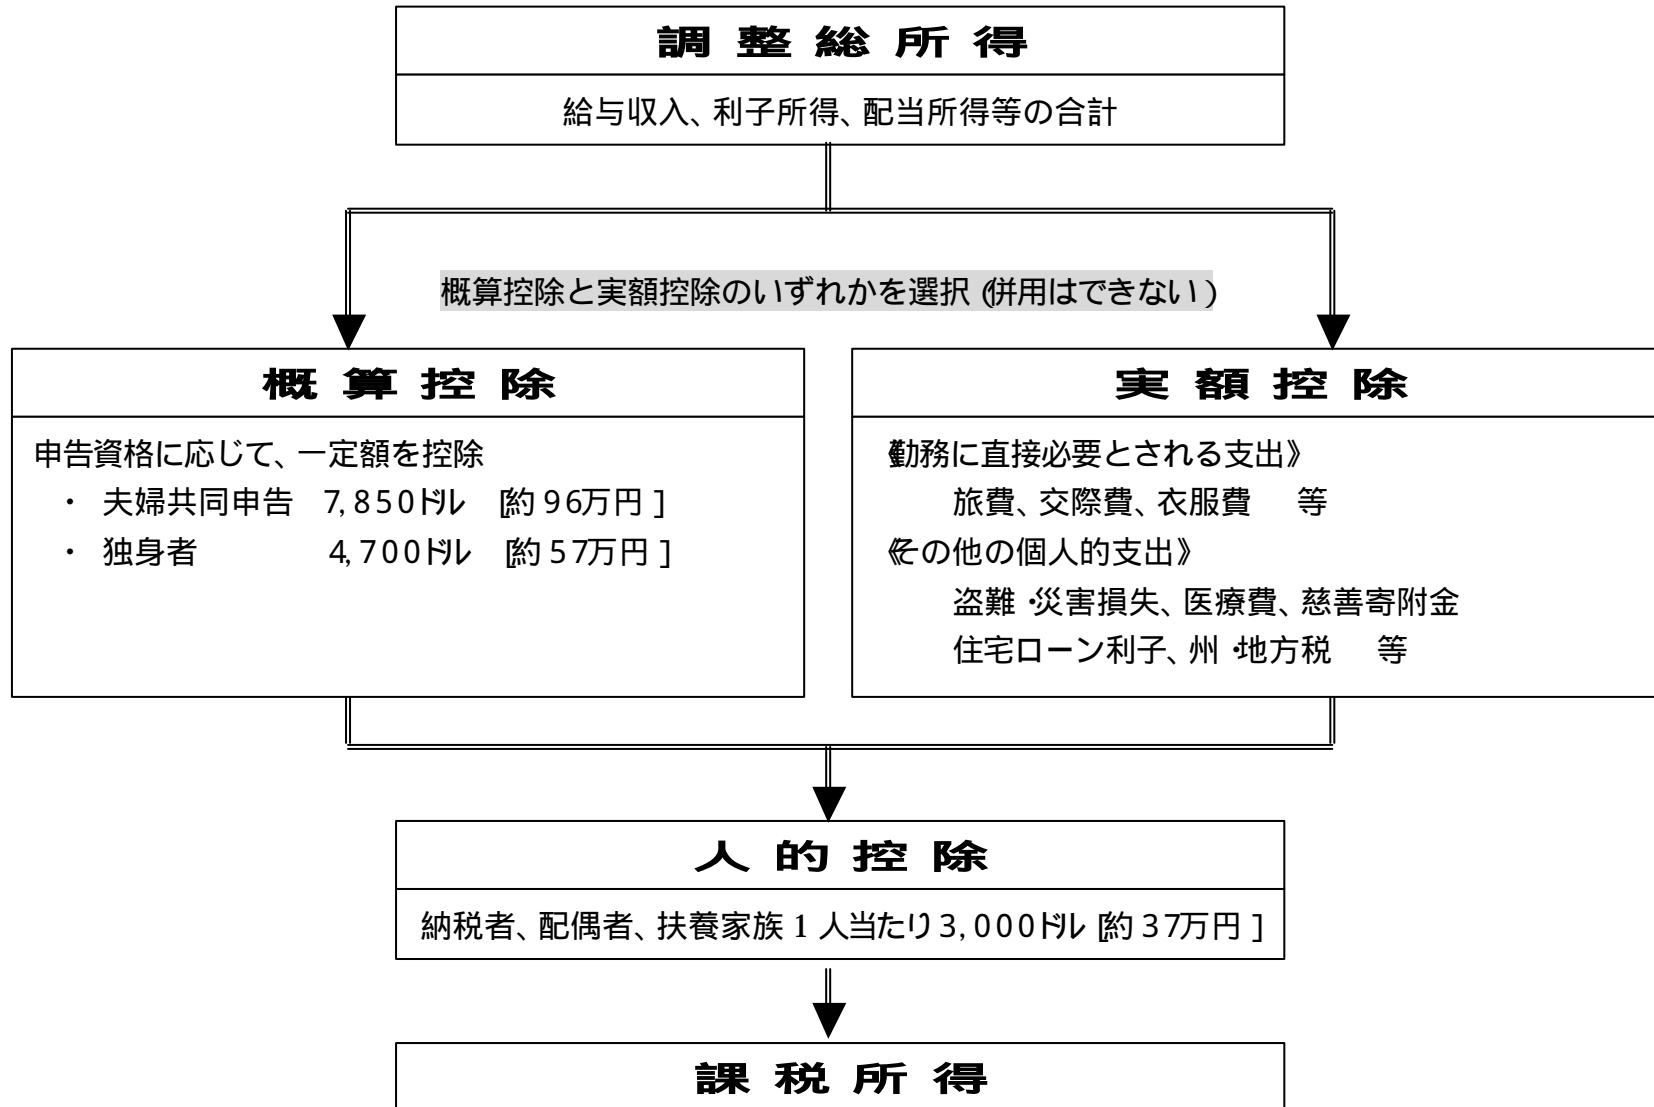 調整総所得
給与収入、利子所得、配当所得等の合計
概算控除と実額控除のいずれかを選択（併用はできない）
概算控除
申告資格に応じて、一定額を控除
・ 夫婦共同申告 7,850ドル [約96万円]
・ 独身者 4,700ドル [約57万円]
実額控除
《勤務に直接必要とされる支出》
旅費、交際費、衣服費 等
《その他の個人的支出》
盗難・災害損失、医療費、慈善寄附金
住宅ローン利子、州・地方税 等
人的控除
納税者、配偶者、扶養家族1人当たり3,000ドル [約37万円]
課税所得